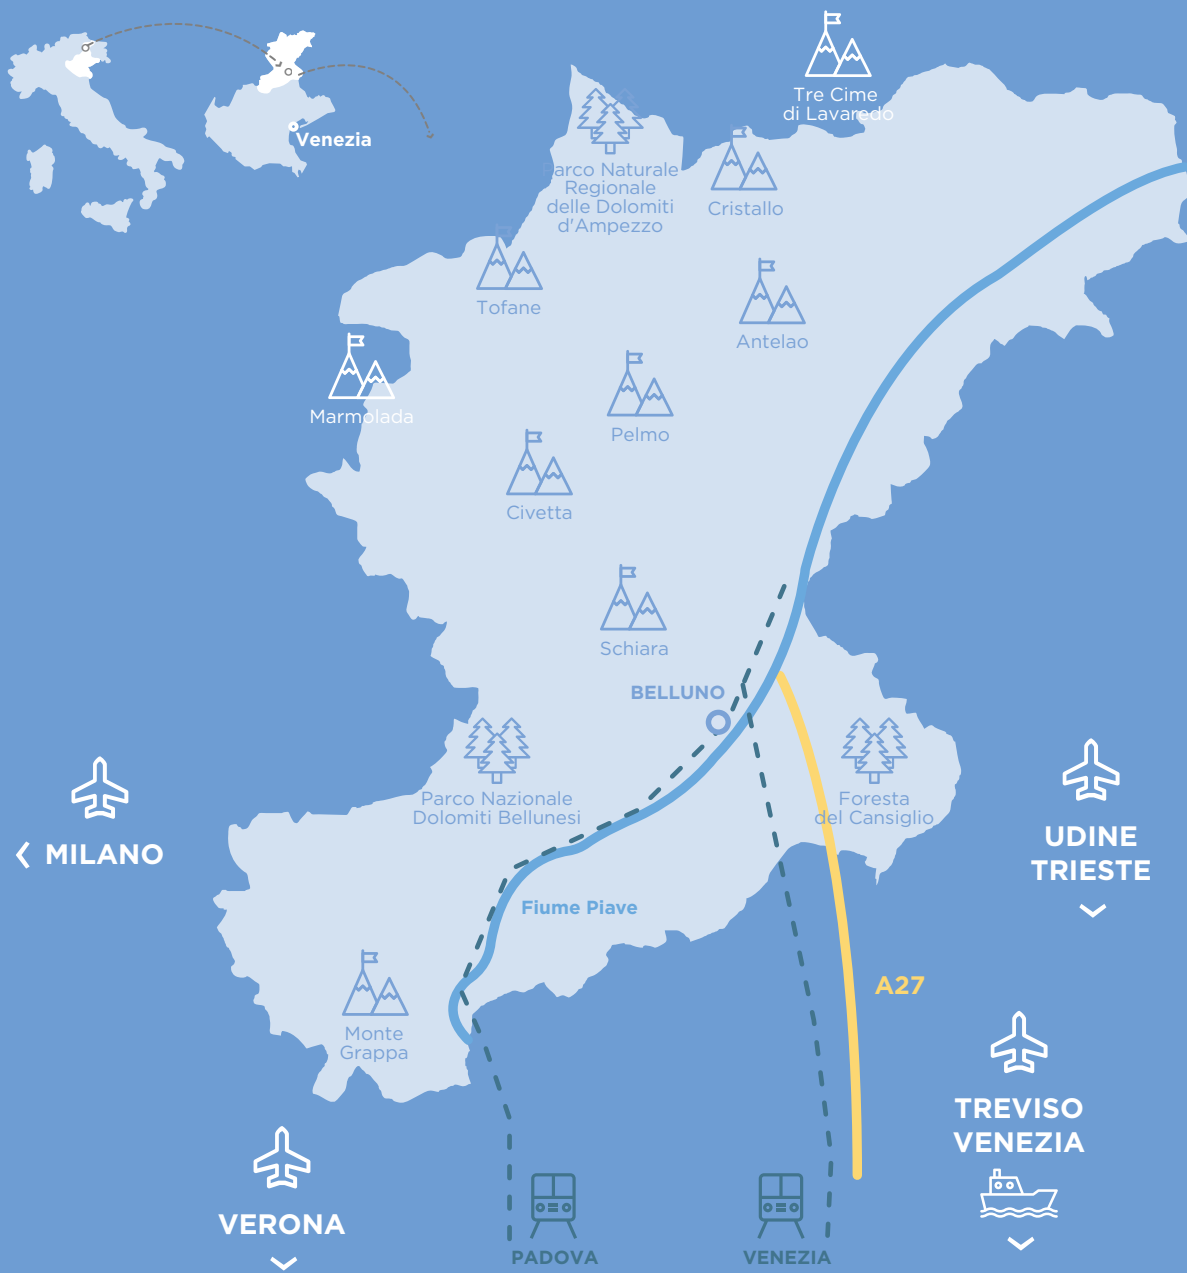 Tre Cime
di Lavaredo
Venezia
Parco Naturale
Regionale
delle Dolomiti
d'Ampezzo
Cristallo
Tofane
Antelao
Marmolada
Pelmo
Civetta
Schiara
BELLUNO
Parco Nazionale
Dolomiti Bellunesi
Foresta
del Cansiglio
MILANO
UDINE
TRIESTE
Fiume Piave
A27
Monte
Grappa
TREVISO
VENEZIA
VERONA
PADOVA
VENEZIA